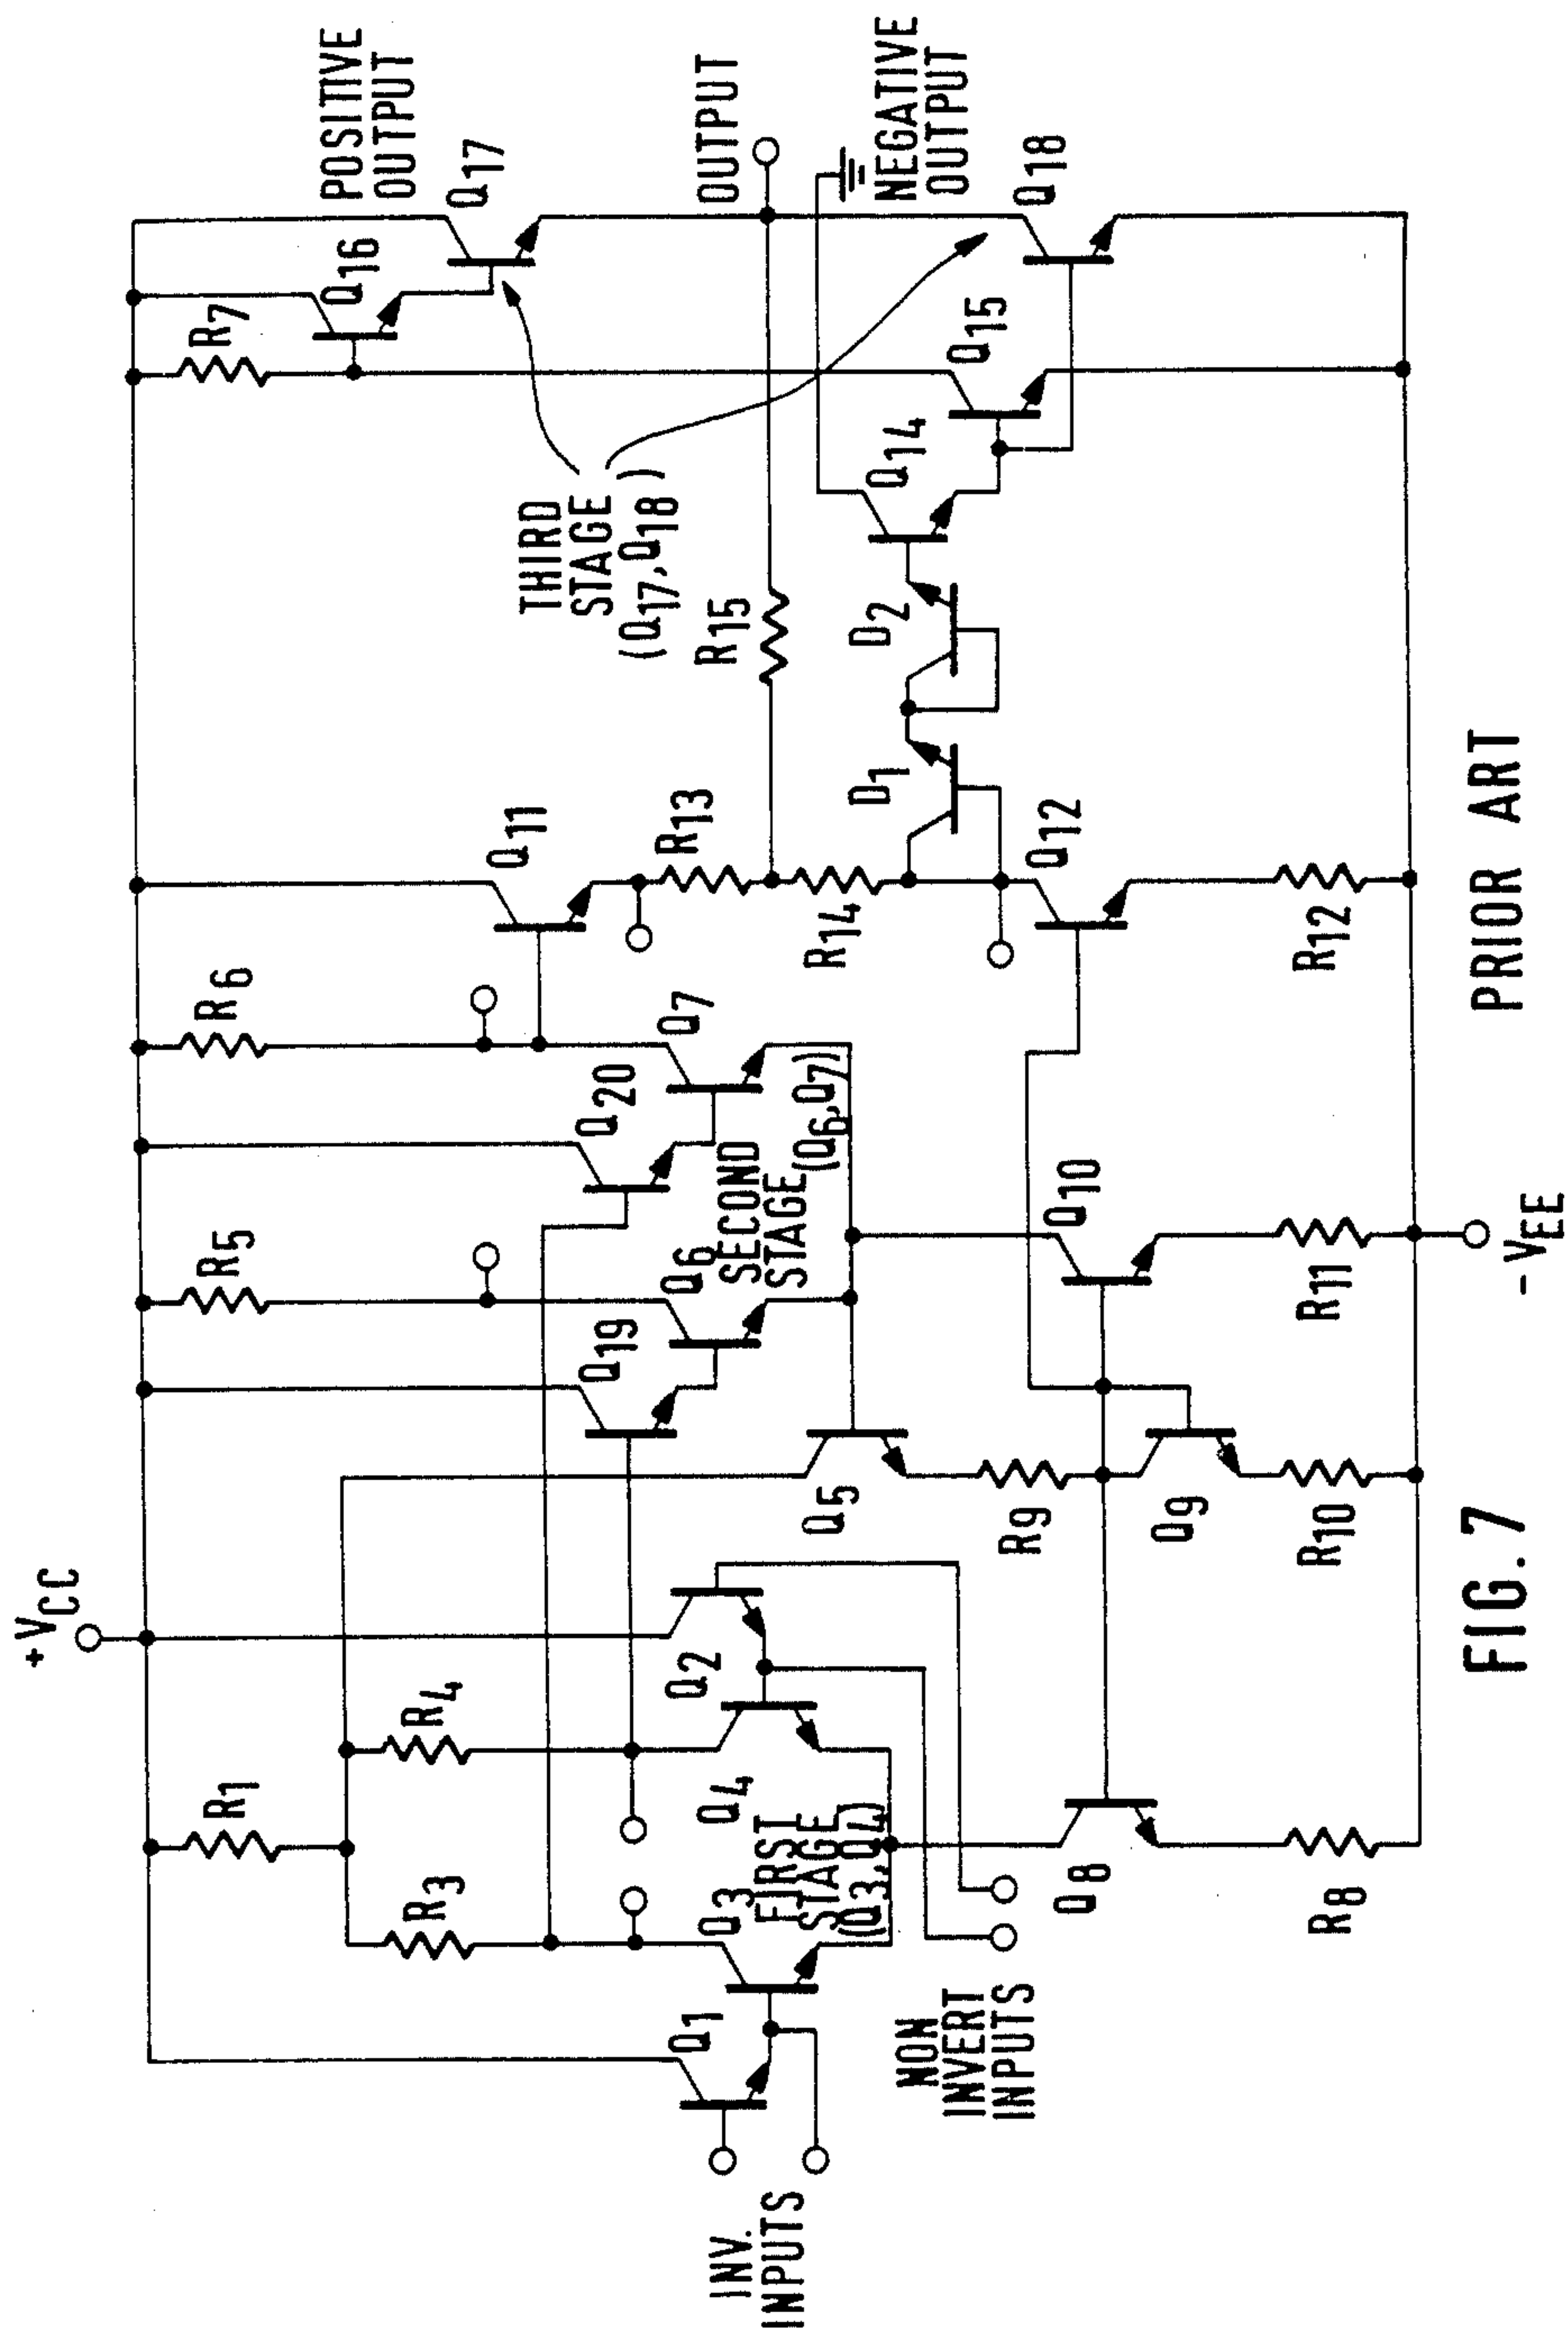 +VCC
R1
R3
R4
R5
R6
R7
Q1
INV.
INPUTS
Q3
FIRST
STAGE
(Q3,Q4)
Q4
Q2
NON
INVERT
INPUTS
Q19
Q6
SECOND
STAGE
(Q6,Q7)
Q20
Q7
Q11
R13
R14
R15
THIRD
STAGE
(Q17,Q18)
Q16
Q17
POSITIVE
OUTPUT
OUTPUT
NEGATIVE
OUTPUT
D1
D2
Q14
Q15
Q18
Q5
R9
Q8
R8
Q9
R10
Q10
R11
Q12
R12
-VEE
FIG. 7
PRIOR ART